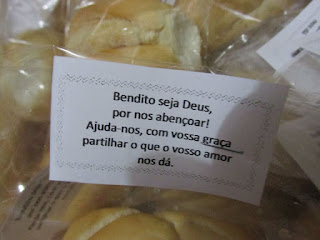 Bendito seja Deus,
por nos abençoar!
Ajuda-nos, com vossa graça
partilhar o que o vosso amor
nos dá.